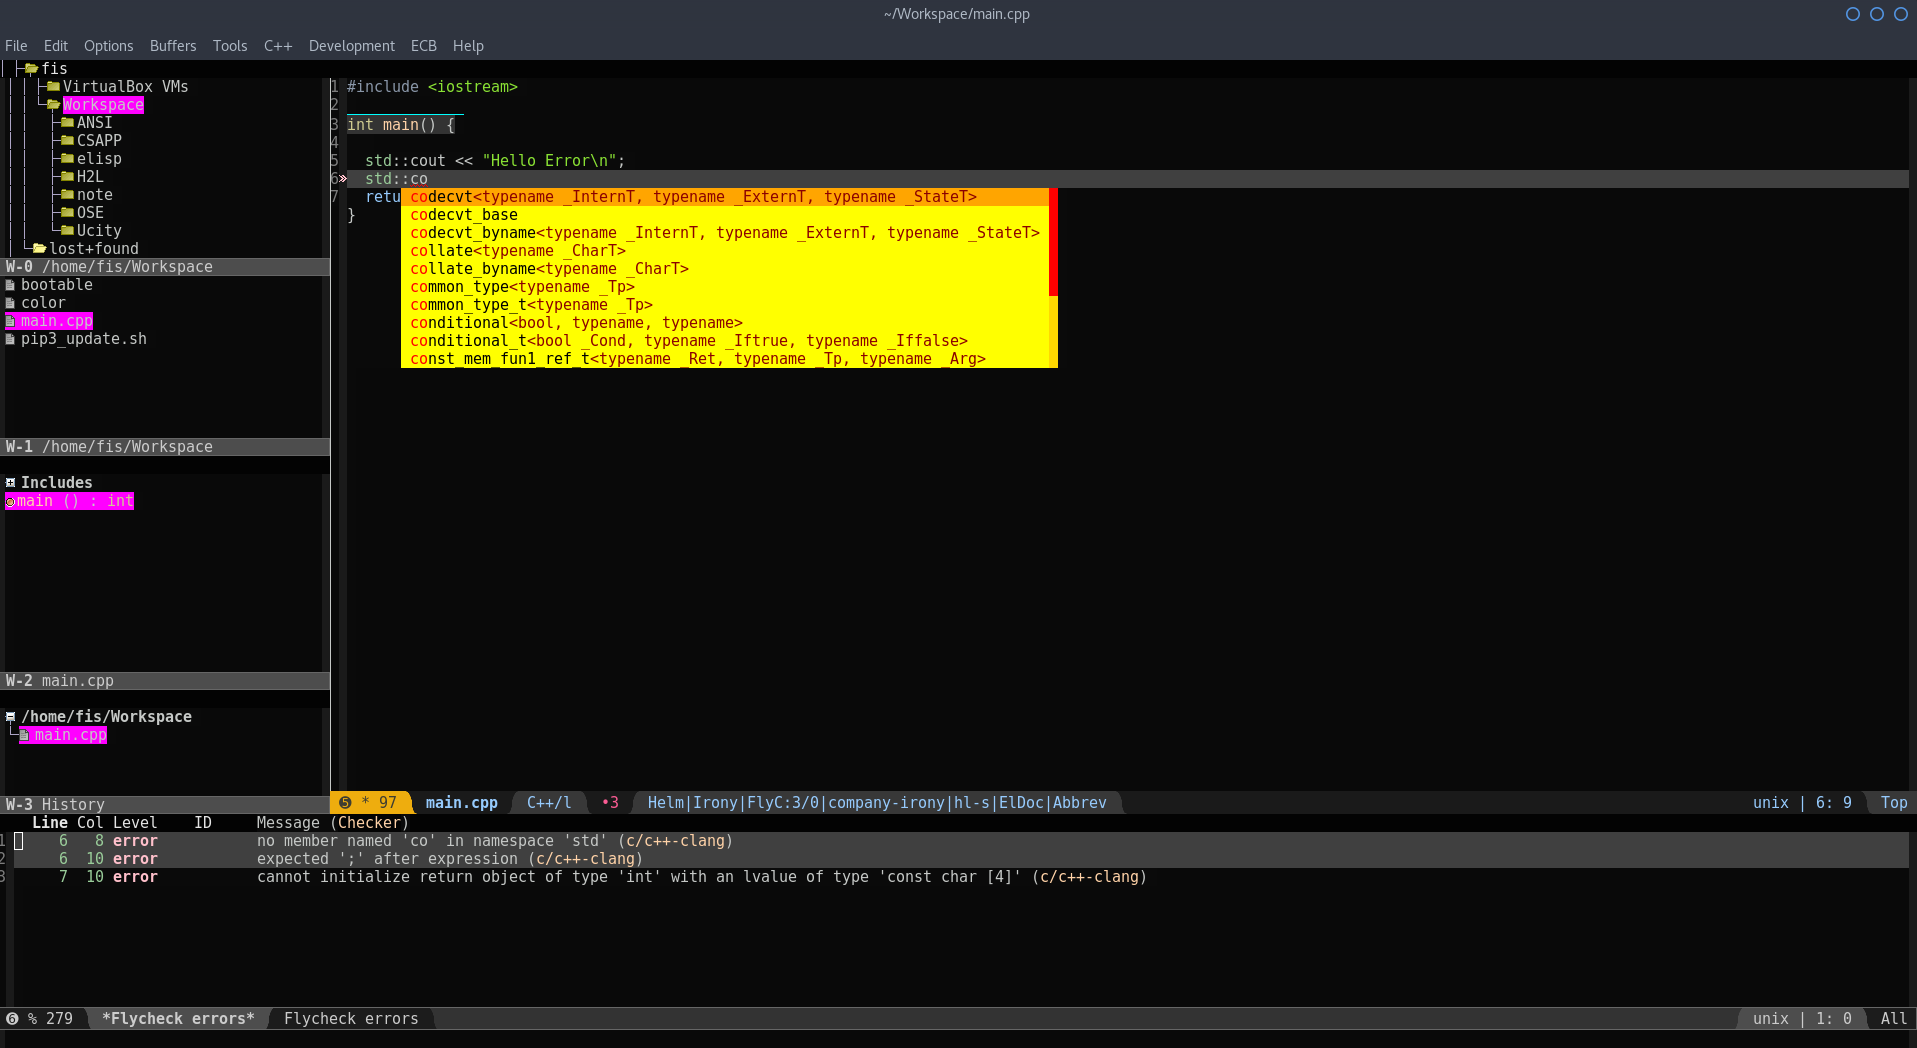 ~/Workspace/main.cpp
File Edit Options Buffers Tools C++ Development ECB Help
fis
VirtualBox VMs
Workspace
ANSI
CSAPP
elisp
H2L
note
OSE
Ucity
lost+found
W-0 /home/fis/Workspace
bootable
color
main.cpp
pip3_update.sh
W-1 /home/fis/Workspace
Includes
main () : int
W-2 main.cpp
/home/fis/Workspace
main.cpp
W-3 History
1 #include <iostream>
2
3 int main() {
4
5 std::cout << "Hello Error\n";
6 » std::co
7 retu
}
codecvt<typename _InternT, typename _ExternT, typename _StateT>
codecvt_base
codecvt_byname<typename _InternT, typename _ExternT, typename _StateT>
collate<typename _CharT>
collate_byname<typename _CharT>
common_type<typename _Tp>
common_type_t<typename _Tp>
conditional<bool, typename, typename>
conditional_t<bool _Cond, typename _Iftrue, typename _Iffalse>
const_mem_fun1_ref_t<typename _Ret, typename _Tp, typename _Arg>
❺ * 97 main.cpp C++/l •3 Helm|Irony|FlyC:3/0|company-irony|hl-s|ElDoc|Abbrev unix | 6: 9 Top
Line Col Level ID Message (Checker)
1 6 8 error no member named 'co' in namespace 'std' (c/c++-clang)
2 6 10 error expected ';' after expression (c/c++-clang)
3 7 10 error cannot initialize return object of type 'int' with an lvalue of type 'const char [4]' (c/c++-clang)
❻ % 279 *Flycheck errors* Flycheck errors unix | 1: 0 All